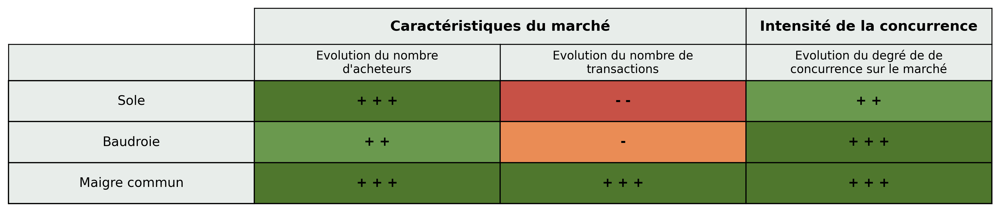 Caractéristiques du marché
Intensité de la concurrence
Evolution du nombre
d'acheteurs
Evolution du nombre de
transactions
Evolution du degré de de
concurrence sur le marché
Sole
+ + +
- -
+ +
Baudroie
+ +
-
+ + +
Maigre commun
+ + +
+ + +
+ + +